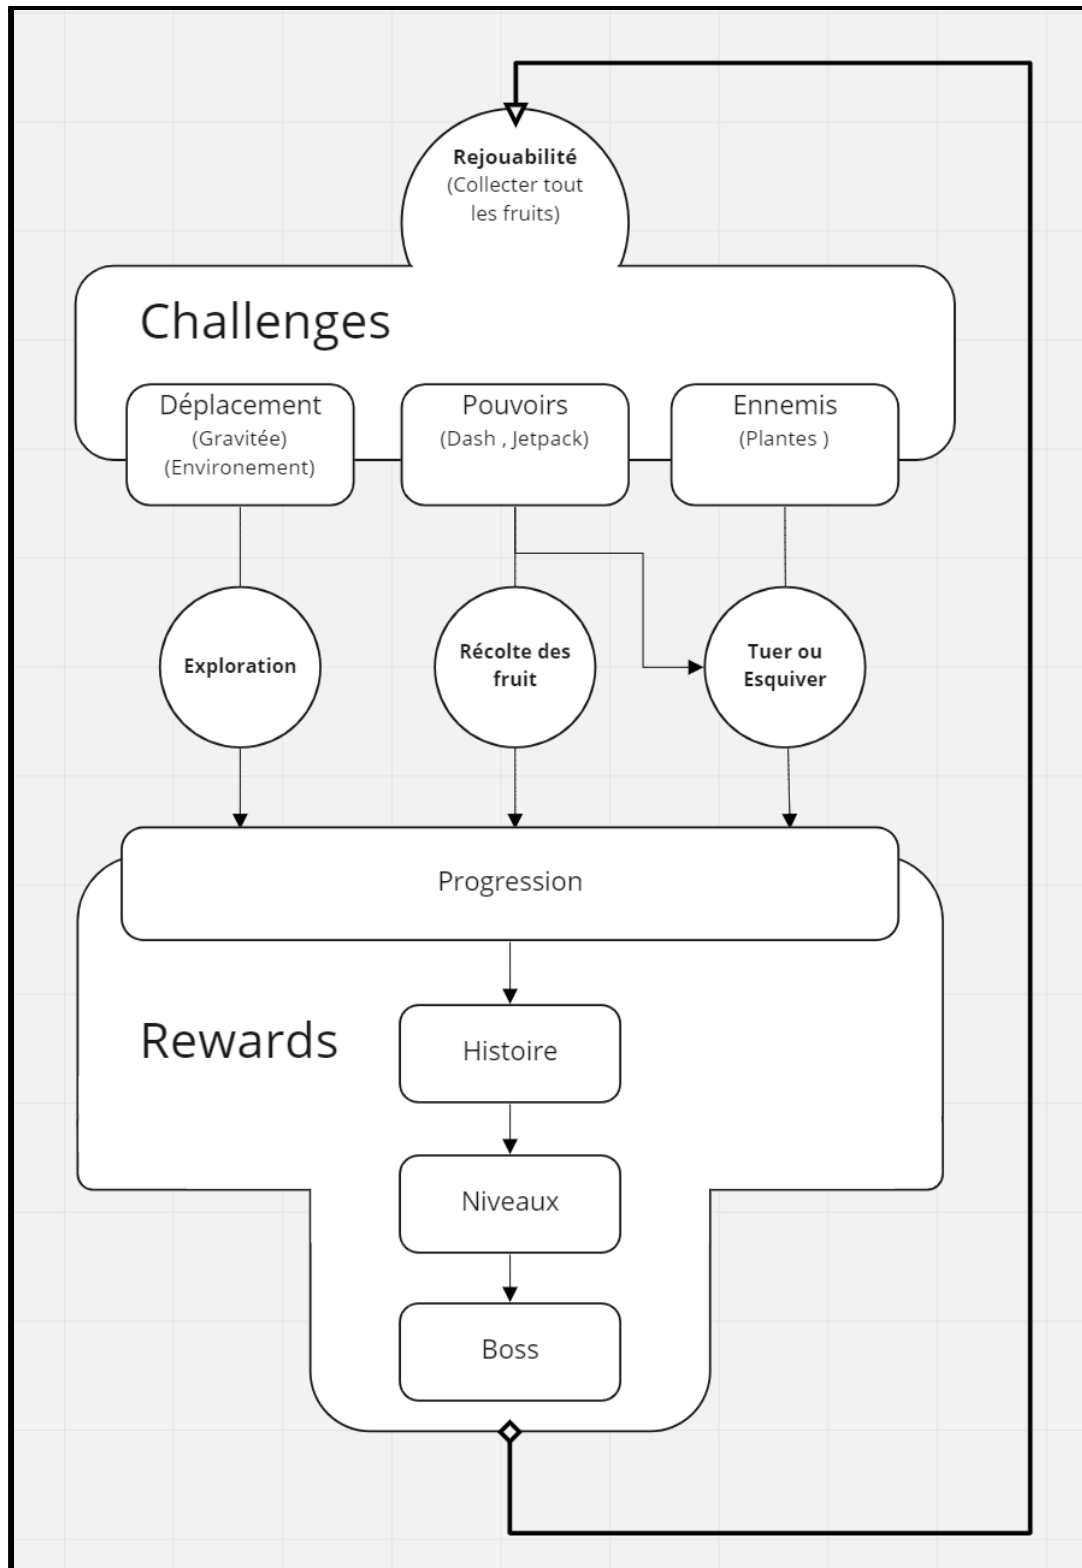 Rejouabilité
(Collecter tout
les fruits)
Challenges
Déplacement
(Gravitée)
(Environement)
Pouvoirs
(Dash , Jetpack)
Ennemis
(Plantes )
Exploration
Récolte des
fruit
Tuer ou
Esquiver
Progression
Rewards
Histoire
Niveaux
Boss